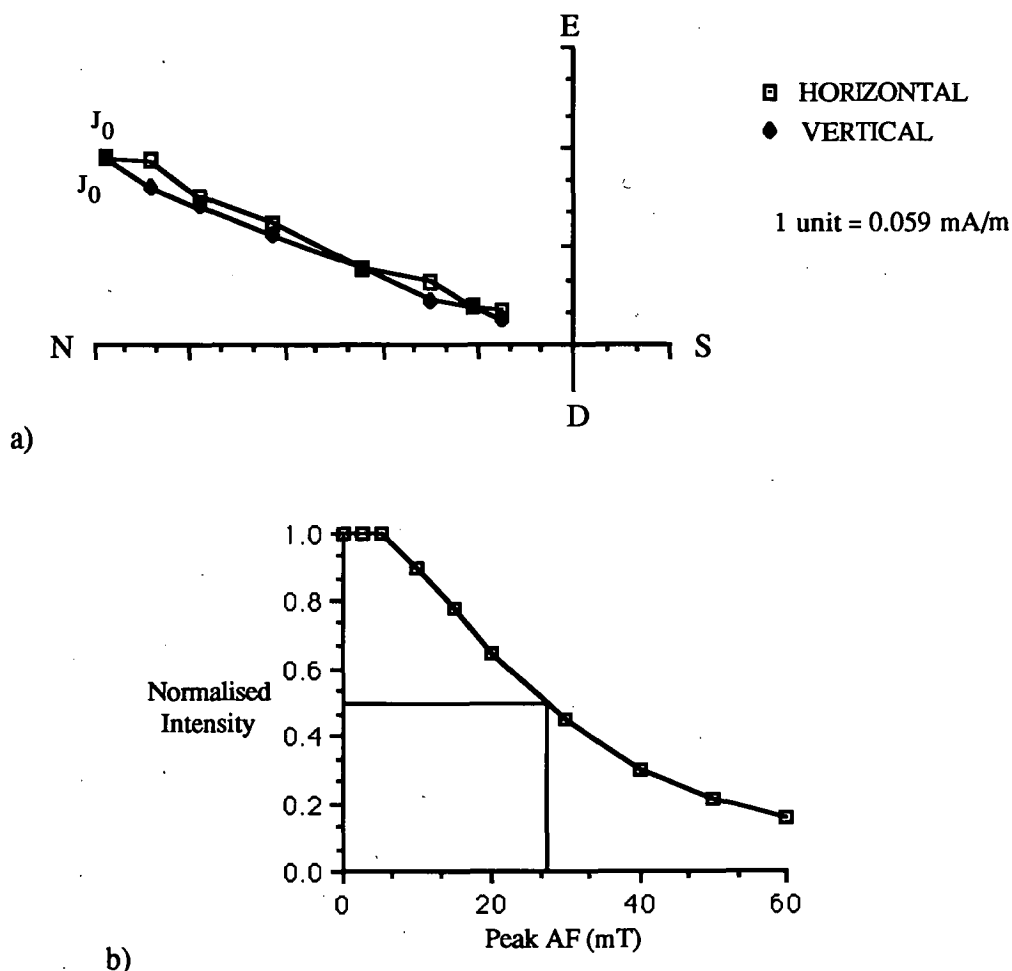 E
HORIZONTAL
VERTICAL
J0
J0
1 unit = 0.059 mA/m
N
S
D
a)
1.0
0.8
0.6
0.4
0.2
0.0
Normalised
Intensity
0 20 40 60
Peak AF (mT)
b)